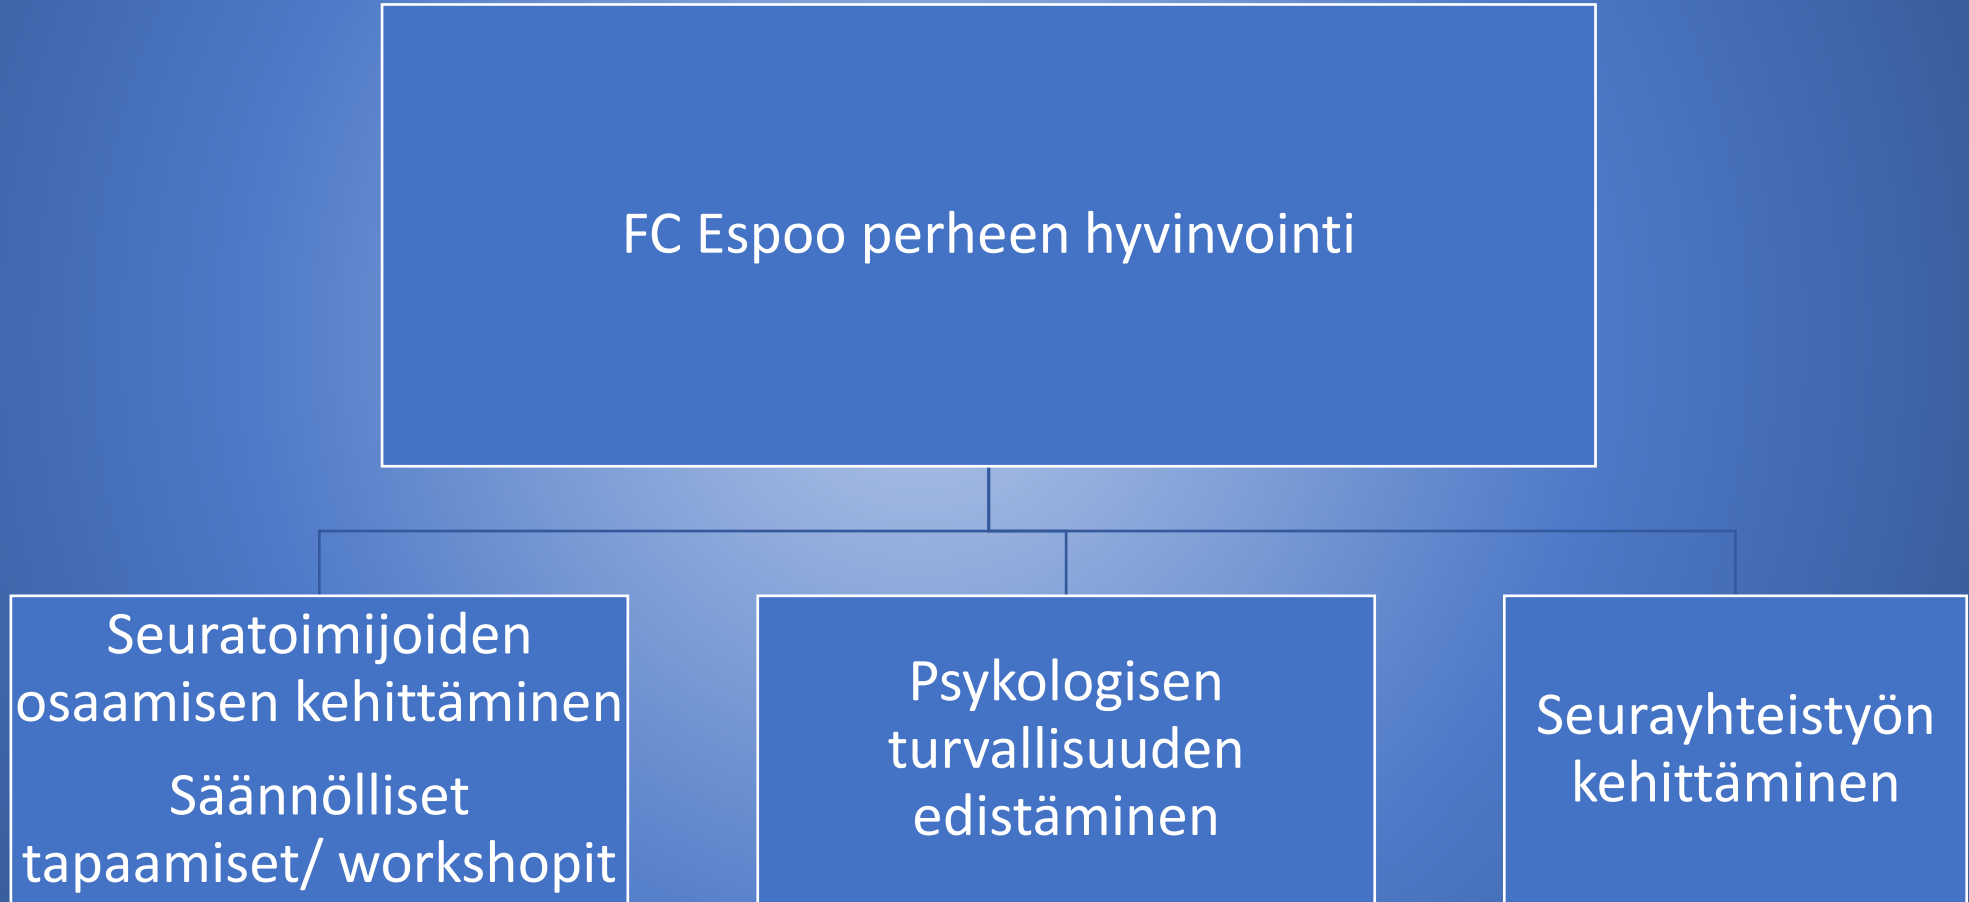 FC Espoo perheen hyvinvointi
Seuratoimijoiden
osaamisen kehittäminen
Säännölliset
tapaamiset/ workshopit
Psykologisen
turvallisuuden
edistäminen
Seurayhteistyön
kehittäminen